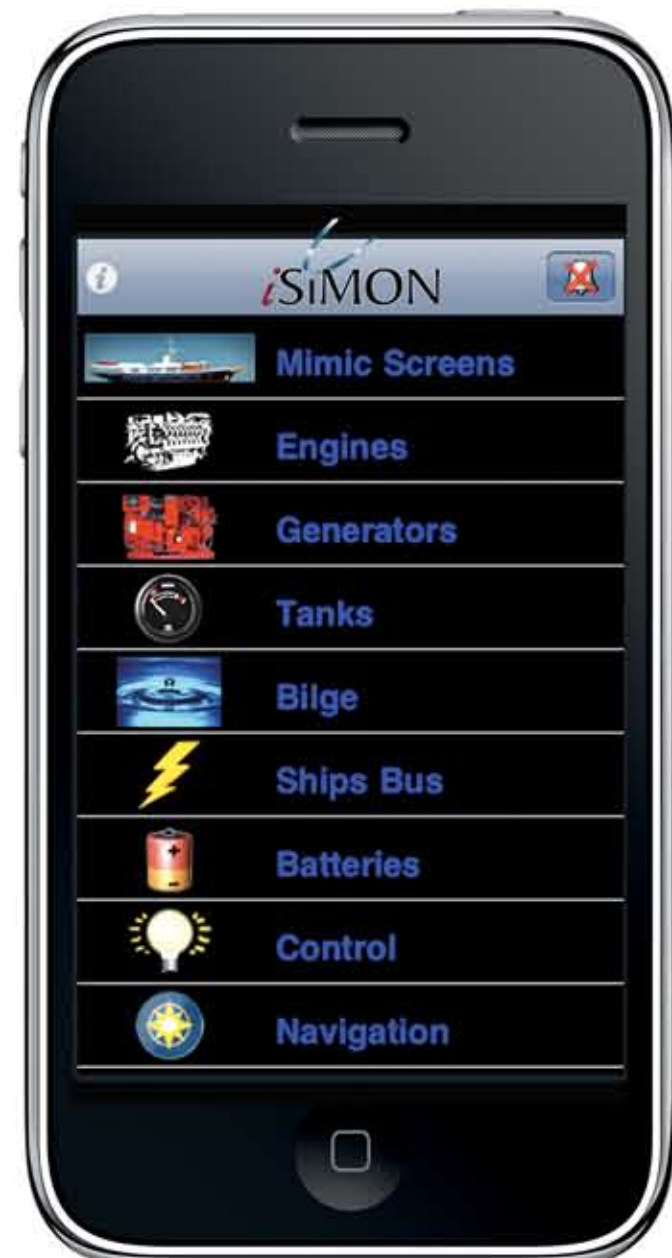 iSiMON
Mimic Screens
Engines
Generators
Tanks
Bilge
Ships Bus
Batteries
Control
Navigation